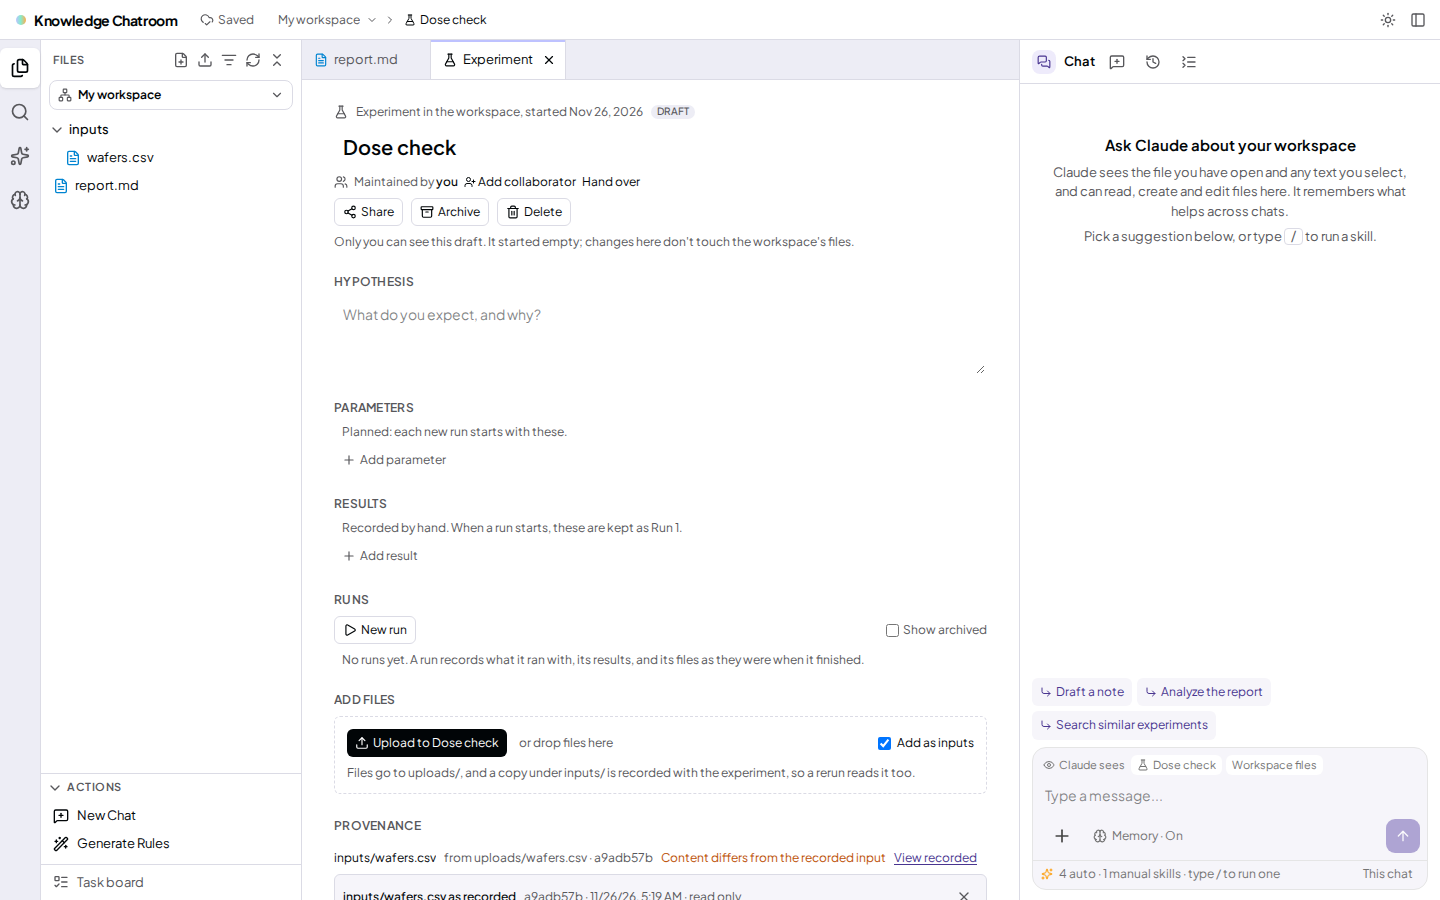 Knowledge Chatroom Saved My workspace Dose check
FILES
My workspace
inputs
wafers.csv
report.md
ACTIONS
New Chat
Generate Rules
Task board
report.md Experiment
Experiment in the workspace, started Nov 26, 2026 DRAFT
Dose check
Maintained by you Add collaborator Hand over
Share Archive Delete
Only you can see this draft. It started empty; changes here don't touch the workspace's files.
HYPOTHESIS
What do you expect, and why?
PARAMETERS
Planned: each new run starts with these.
Add parameter
RESULTS
Recorded by hand. When a run starts, these are kept as Run 1.
Add result
RUNS
New run Show archived
No runs yet. A run records what it ran with, its results, and its files as they were when it finished.
ADD FILES
Upload to Dose check or drop files here Add as inputs
Files go to uploads/, and a copy under inputs/ is recorded with the experiment, so a rerun reads it too.
PROVENANCE
inputs/wafers.csv from uploads/wafers.csv · a9adb57b Content differs from the recorded input View recorded
inputs/wafers.csv as recorded a9adb57b · 11/26/26, 5:19 AM · read only
Chat
Ask Claude about your workspace
Claude sees the file you have open and any text you select,
and can read, create and edit files here. It remembers what
helps across chats.
Pick a suggestion below, or type / to run a skill.
Draft a note Analyze the report
Search similar experiments
Claude sees Dose check Workspace files
Type a message...
Memory · On
4 auto · 1 manual skills · type / to run one This chat